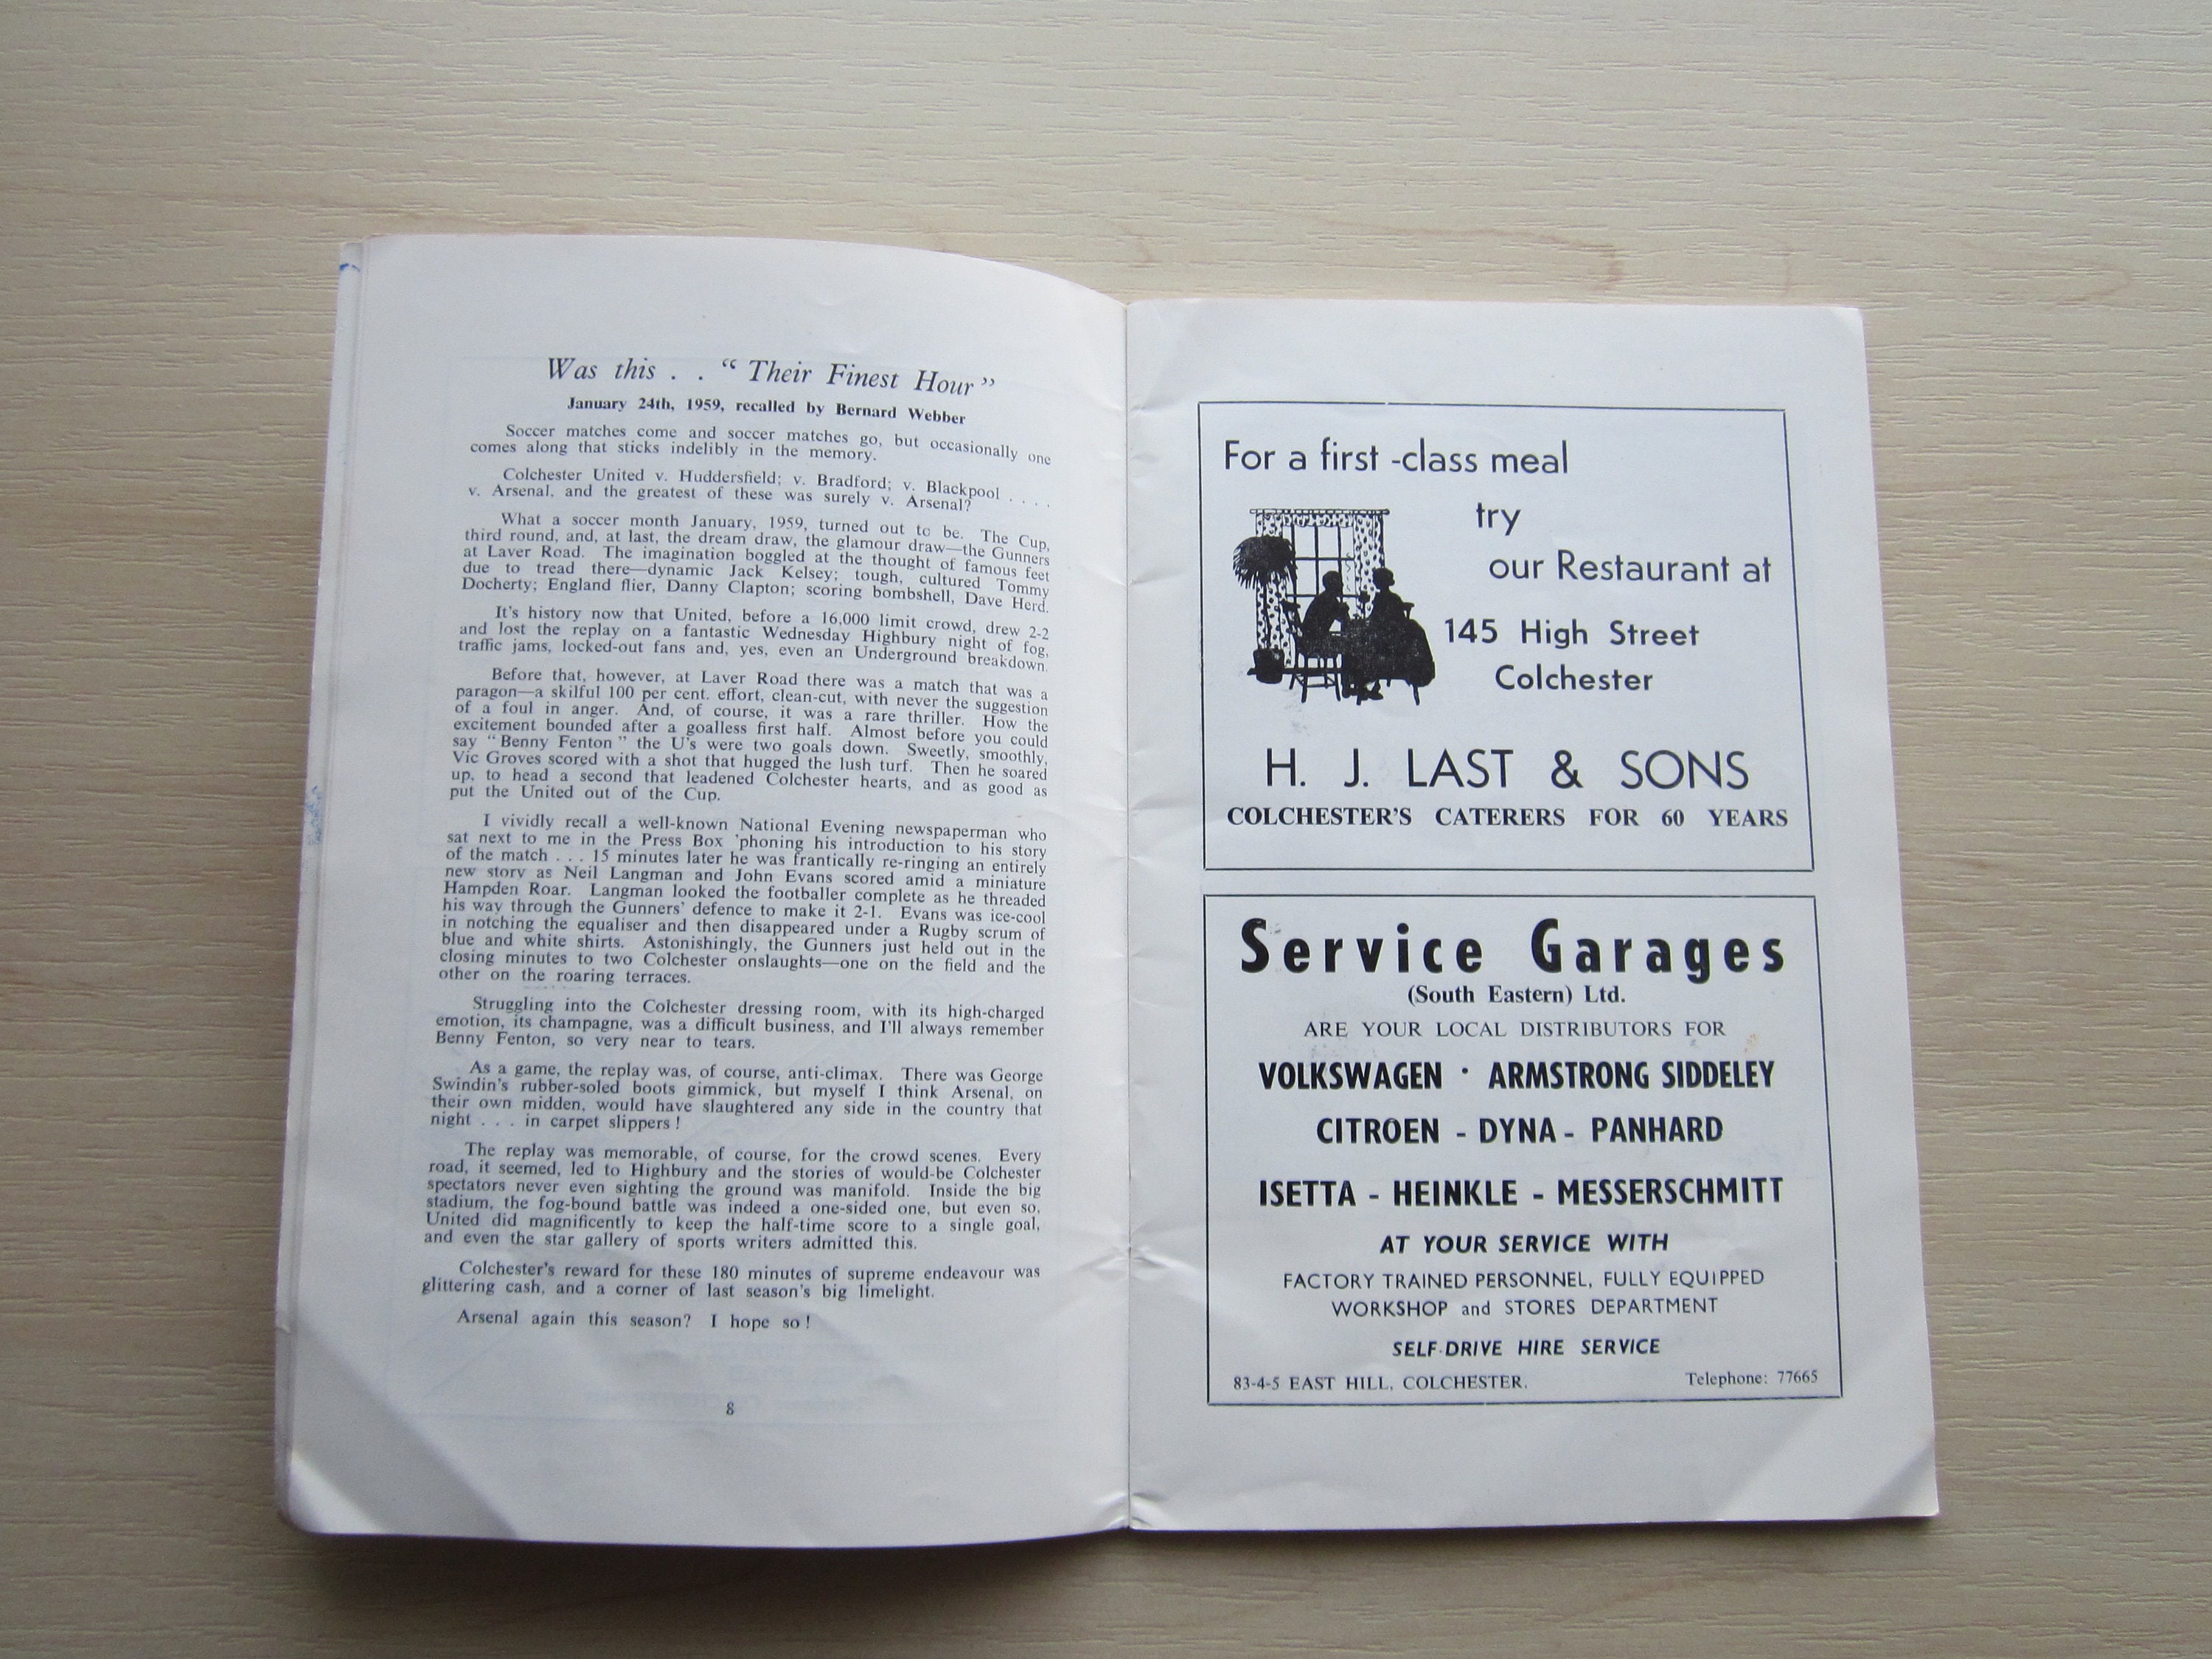 Was this . . " Their Finest Hour "
January 24th, 1959, recalled by Bernard Webber
Soccer matches come and soccer matches go, but occasionally one
comes along that sticks indelibly in the memory.
Colchester United v. Huddersfield; v. Bradford; v. Blackpool . . . .
v. Arsenal, and the greatest of these was surely v. Arsenal?
What a soccer month January, 1959, turned out to be. The Cup,
third round, and, at last, the dream draw, the glamour draw—the Gunners
at Laver Road. The imagination boggled at the thought of famous feet
due to tread there—dynamic Jack Kelsey; tough, cultured Tommy
Docherty; England flier, Danny Clapton; scoring bombshell, Dave Herd.
It's history now that United, before a 16,000 limit crowd, drew 2-2
and lost the replay on a fantastic Wednesday Highbury night of fog,
traffic jams, locked-out fans and, yes, even an Underground breakdown.
Before that, however, at Laver Road there was a match that was a
paragon—a skilful 100 per cent. effort, clean-cut, with never the suggestion
of a foul in anger. And, of course, it was a rare thriller. How the
excitement bounded after a goalless first half. Almost before you could
say " Benny Fenton " the U's were two goals down. Sweetly, smoothly,
Vic Groves scored with a shot that hugged the lush turf. Then he soared
up, to head a second that leadened Colchester hearts, and as good as
put the United out of the Cup.
I vividly recall a well-known National Evening newspaperman who
sat next to me in the Press Box 'phoning his introduction to his story
of the match . . . 15 minutes later he was frantically re-ringing an entirely
new story as Neil Langman and John Evans scored amid a miniature
Hampden Roar. Langman looked the footballer complete as he threaded
his way through the Gunners' defence to make it 2-1. Evans was ice-cool
in notching the equaliser and then disappeared under a Rugby scrum of
blue and white shirts. Astonishingly, the Gunners just held out in the
closing minutes to two Colchester onslaughts—one on the field and the
other on the roaring terraces.
Struggling into the Colchester dressing room, with its high-charged
emotion, its champagne, was a difficult business, and I'll always remember
Benny Fenton, so very near to tears.
As a game, the replay was, of course, anti-climax. There was George
Swindin's rubber-soled boots gimmick, but myself I think Arsenal, on
their own midden, would have slaughtered any side in the country that
night . . . in carpet slippers !
The replay was memorable, of course, for the crowd scenes. Every
road, it seemed, led to Highbury and the stories of would-be Colchester
spectators never even sighting the ground was manifold. Inside the big
stadium, the fog-bound battle was indeed a one-sided one, but even so,
United did magnificently to keep the half-time score to a single goal,
and even the star gallery of sports writers admitted this.
Colchester's reward for these 180 minutes of supreme endeavour was
glittering cash, and a corner of last season's big limelight.
Arsenal again this season? I hope so !
8
For a first -class meal
try
our Restaurant at
145 High Street
Colchester
H. J. LAST & SONS
COLCHESTER'S CATERERS FOR 60 YEARS
Service Garages
(South Eastern) Ltd.
ARE YOUR LOCAL DISTRIBUTORS FOR
VOLKSWAGEN · ARMSTRONG SIDDELEY
CITROEN - DYNA - PANHARD
ISETTA - HEINKLE - MESSERSCHMITT
AT YOUR SERVICE WITH
FACTORY TRAINED PERSONNEL, FULLY EQUIPPED
WORKSHOP and STORES DEPARTMENT
SELF-DRIVE HIRE SERVICE
83-4-5 EAST HILL, COLCHESTER. Telephone: 77665